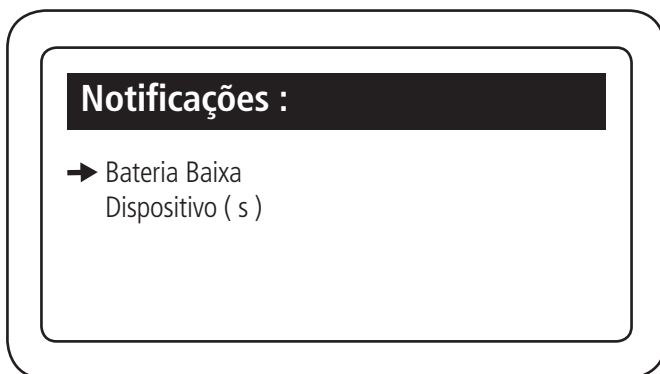 Notificações :
Bateria Baixa
Dispositivo ( s )